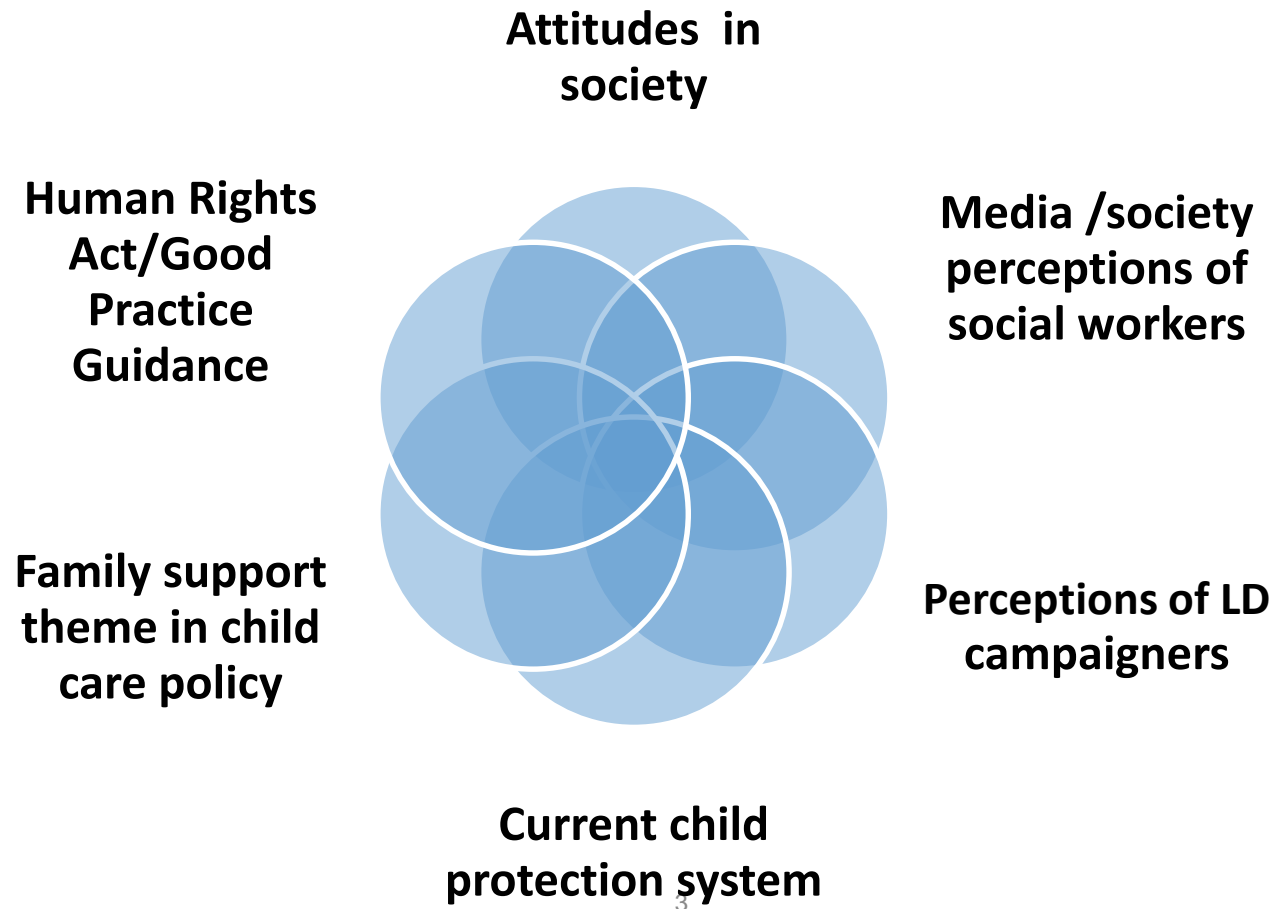 Attitudes in
society
Human Rights
Act/Good
Practice
Guidance
Media /society
perceptions of
social workers
Family support
theme in child
care policy
Perceptions of LD
campaigners
Current child
protection system
3